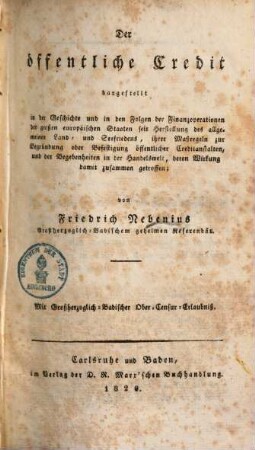 Der
öffentliche Credit
dargestellt
in der Geschichte und in den Folgen der Finanzoperationen
der großen europäischen Staaten seit Herstellung des allge-
meinen Land- und Seefriedens, ihrer Maßregeln zur
Begründung oder Befestigung öffentlicher Creditanstalten,
und der Begebenheiten in der Handelswelt, deren Wirkung
damit zusammen getroffen;
von
Friedrich Nebenius
Großherzoglich-Badischem geheimen Referendär.
EIGENTHUM DER STADT
Mit Großherzoglich-Badischer Ober-Censur-Erlaubniß.
Carlsruhe und Baden,
im Verlag der D. R. Marx'schen Buchhandlung.
1820.